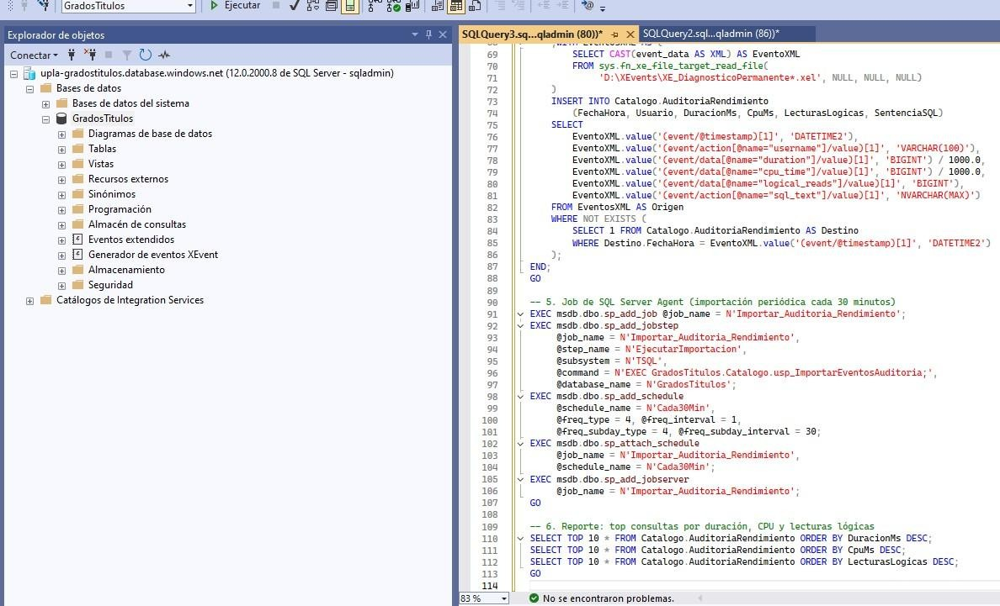 GradosTitulos
Ejecutar
Explorador de objetos
Conectar
upla-gradostitulos.database.windows.net (12.0.2000.8 de SQL Server - sqladmin)
Bases de datos
Bases de datos del sistema
GradosTitulos
Diagramas de base de datos
Tablas
Vistas
Recursos externos
Sinónimos
Programación
Almacén de consultas
Eventos extendidos
Generador de eventos XEvent
Almacenamiento
Seguridad
Catálogos de Integration Services
SQLQuery3.sq...qladmin (80))*
SQLQuery2.sql...qladmin (86))*
69 SELECT CAST(event_data AS XML) AS EventoXML
70 FROM sys.fn_xe_file_target_read_file(
71 'D:\XEvents\XE_DiagnosticoPermanente*.xel', NULL, NULL, NULL)
72 )
73 INSERT INTO Catalogo.AuditoriaRendimiento
74 (FechaHora, Usuario, DuracionMs, CpuMs, LecturasLogicas, SentenciaSQL)
75 SELECT
76 EventoXML.value('(event/@timestamp)[1]', 'DATETIME2'),
77 EventoXML.value('(event/action[@name="username"]/value)[1]', 'VARCHAR(100)'),
78 EventoXML.value('(event/data[@name="duration"]/value)[1]', 'BIGINT') / 1000.0,
79 EventoXML.value('(event/data[@name="cpu_time"]/value)[1]', 'BIGINT') / 1000.0,
80 EventoXML.value('(event/data[@name="logical_reads"]/value)[1]', 'BIGINT'),
81 EventoXML.value('(event/action[@name="sql_text"]/value)[1]', 'NVARCHAR(MAX)')
82 FROM EventosXML AS Origen
83 WHERE NOT EXISTS (
84 SELECT 1 FROM Catalogo.AuditoriaRendimiento AS Destino
85 WHERE Destino.FechaHora = EventoXML.value('(event/@timestamp)[1]', 'DATETIME2')
86 );
87 END;
88 GO
89
90 -- 5. Job de SQL Server Agent (importación periódica cada 30 minutos)
91 EXEC msdb.dbo.sp_add_job @job_name = N'Importar_Auditoria_Rendimiento';
92 EXEC msdb.dbo.sp_add_jobstep
93 @job_name = N'Importar_Auditoria_Rendimiento',
94 @step_name = N'EjecutarImportacion',
95 @subsystem = N'TSQL',
96 @command = N'EXEC GradosTitulos.Catalogo.usp_ImportarEventosAuditoria;',
97 @database_name = N'GradosTitulos';
98 EXEC msdb.dbo.sp_add_schedule
99 @schedule_name = N'Cada30Min',
100 @freq_type = 4, @freq_interval = 1,
101 @freq_subday_type = 4, @freq_subday_interval = 30;
102 EXEC msdb.dbo.sp_attach_schedule
103 @job_name = N'Importar_Auditoria_Rendimiento',
104 @schedule_name = N'Cada30Min';
105 EXEC msdb.dbo.sp_add_jobserver
106 @job_name = N'Importar_Auditoria_Rendimiento';
107 GO
108
109 -- 6. Reporte: top consultas por duración, CPU y lecturas lógicas
110 SELECT TOP 10 * FROM Catalogo.AuditoriaRendimiento ORDER BY DuracionMs DESC;
111 SELECT TOP 10 * FROM Catalogo.AuditoriaRendimiento ORDER BY CpuMs DESC;
112 SELECT TOP 10 * FROM Catalogo.AuditoriaRendimiento ORDER BY LecturasLogicas DESC;
113 GO
114
83 %
No se encontraron problemas.